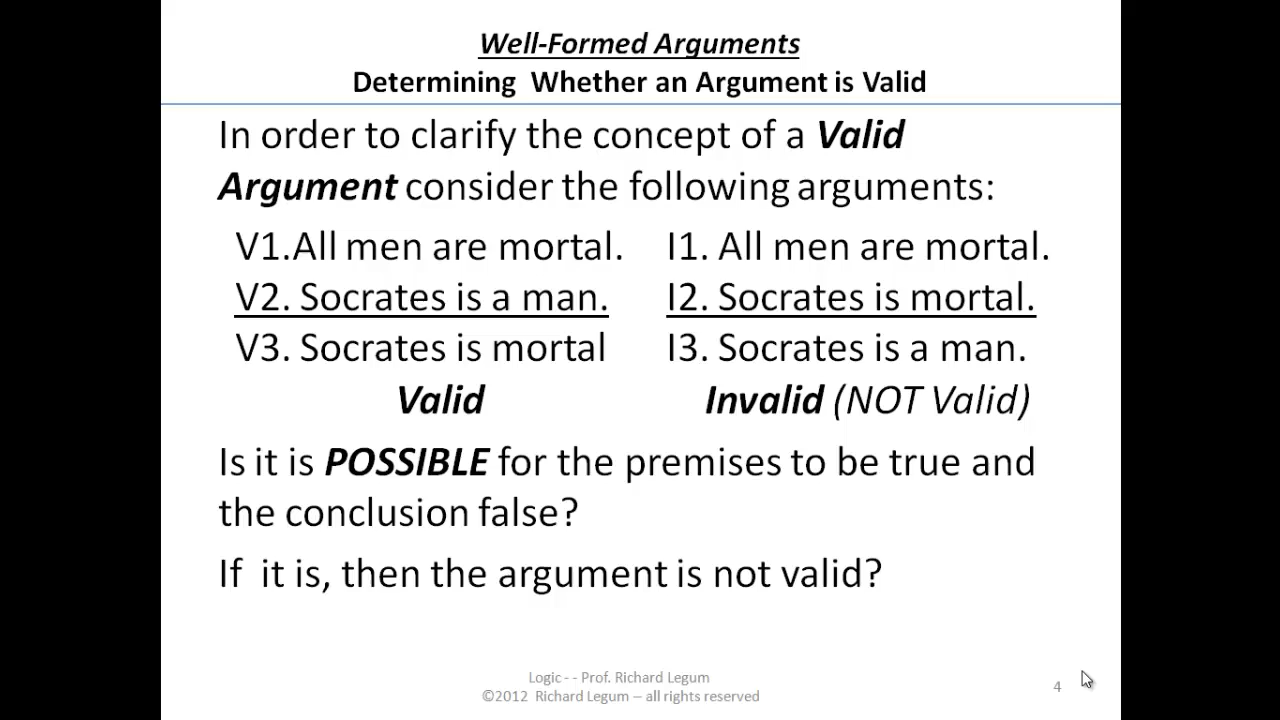 Well-Formed Arguments
Determining Whether an Argument is Valid
In order to clarify the concept of a Valid
Argument consider the following arguments:
V1.All men are mortal.
V2. Socrates is a man.
V3. Socrates is mortal
Valid
I1. All men are mortal.
I2. Socrates is mortal.
I3. Socrates is a man.
Invalid (NOT Valid)
Is it is POSSIBLE for the premises to be true and
the conclusion false?
If it is, then the argument is not valid?
Logic - - Prof. Richard Legum
©2012 Richard Legum – all rights reserved
4